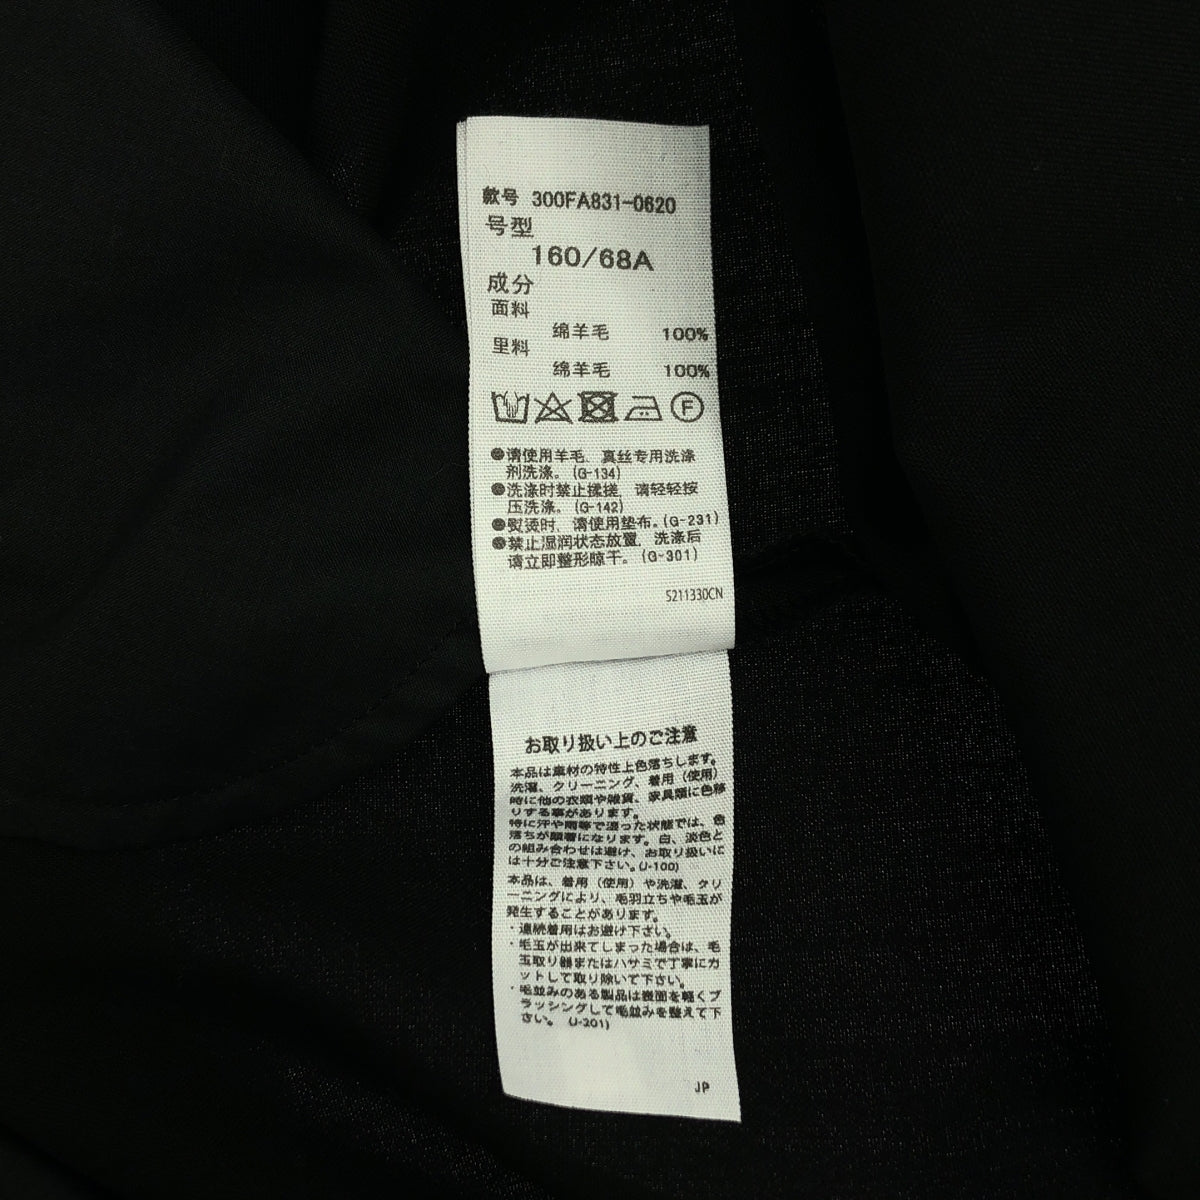 款号 300FA831-0620
号型
160/68A
成分
面料
绵羊毛 100%
里料
绵羊毛 100%
F
●请使用羊毛、真丝专用洗涤
剂洗涤。(G-134)
●洗涤时禁止揉搓，请轻轻按
压洗涤。(G-142)
●熨烫时，请使用垫布。(G-231)
●禁止湿润状态放置，洗涤后
请立即整形晾干。(G-301)
S211330CN
お取り扱い上のご注意
本品は素材の特性上色落ちします。
洗濯、クリーニング、着用（使用）
時に他の衣類や雑貨、家具類に色移
りする事があります。
特に汗や雨等で湿った状態では、色
落ちが顕著になります。白、淡色と
の組み合わせは避け、お取り扱いに
は十分ご注意下さい。(J-100)
本品は、着用（使用）や洗濯、クリ
ーニングにより、毛羽立ちや毛玉が
発生することがあります。
・連続着用はお避け下さい。
・毛玉が出来てしまった場合は、毛
玉取り器またはハサミで丁寧にカ
ットして取り除いて下さい。
・毛並みのある製品は表面を軽くブ
ラッシングして毛並みを整えて下
さい。 (J-201)
JP